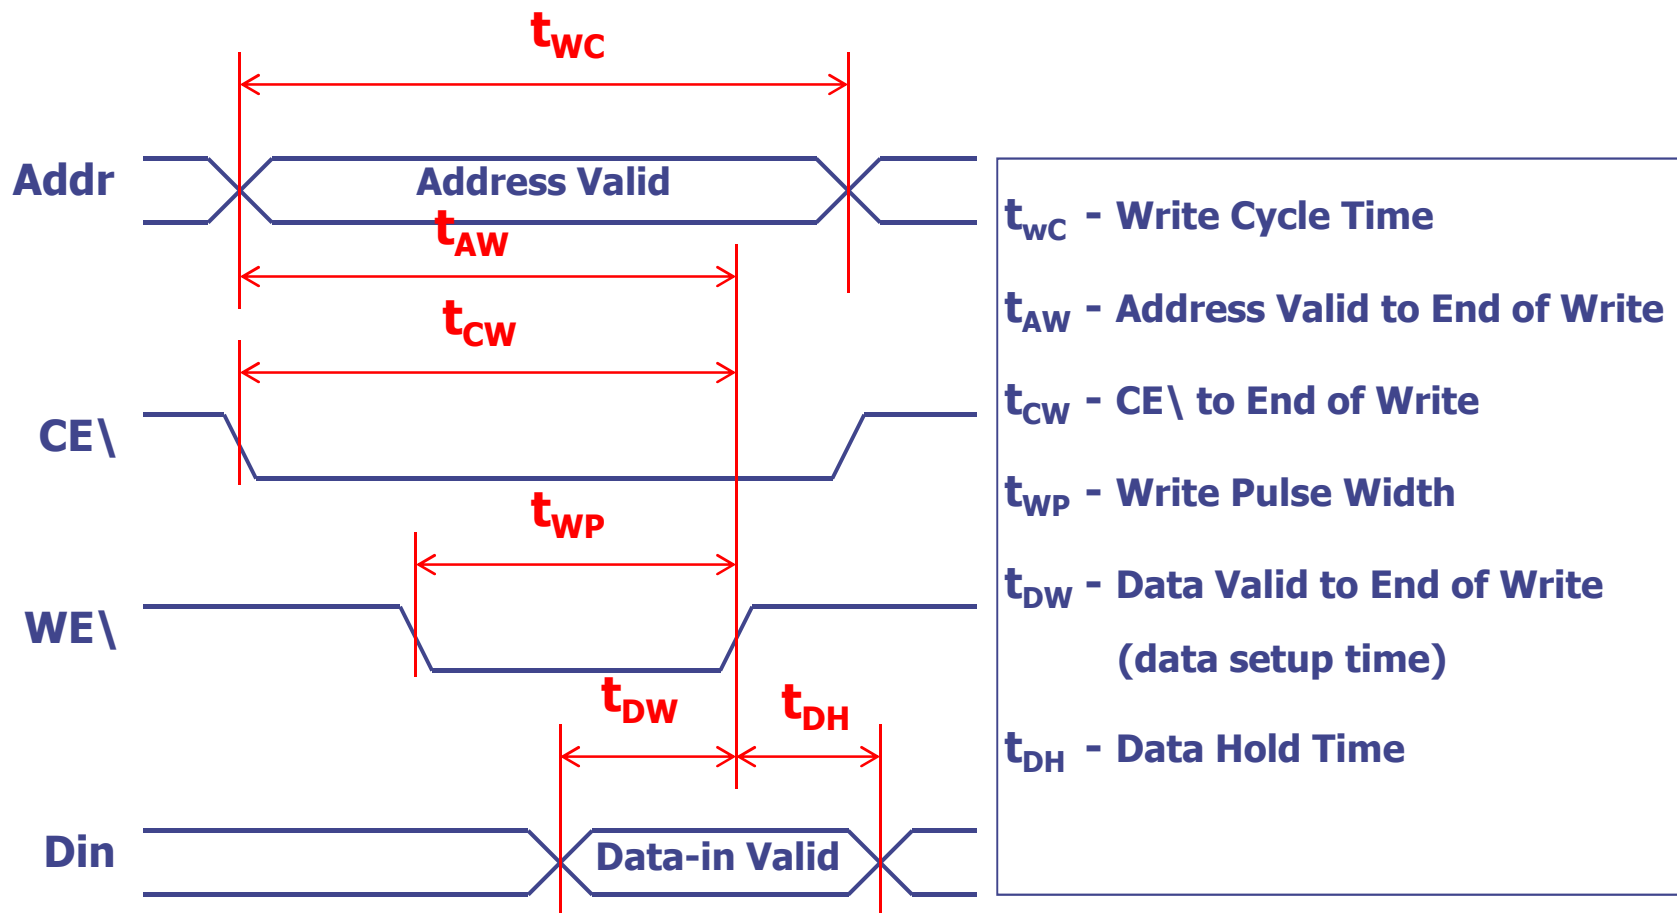 tWC
Addr
Address Valid
tAW
tCW
CE\
tWP
WE\
tDW
tDH
Din
Data-in Valid
twC - Write Cycle Time
tAW - Address Valid to End of Write
tCW - CE\ to End of Write
tWP - Write Pulse Width
tDW - Data Valid to End of Write
(data setup time)
tDH - Data Hold Time